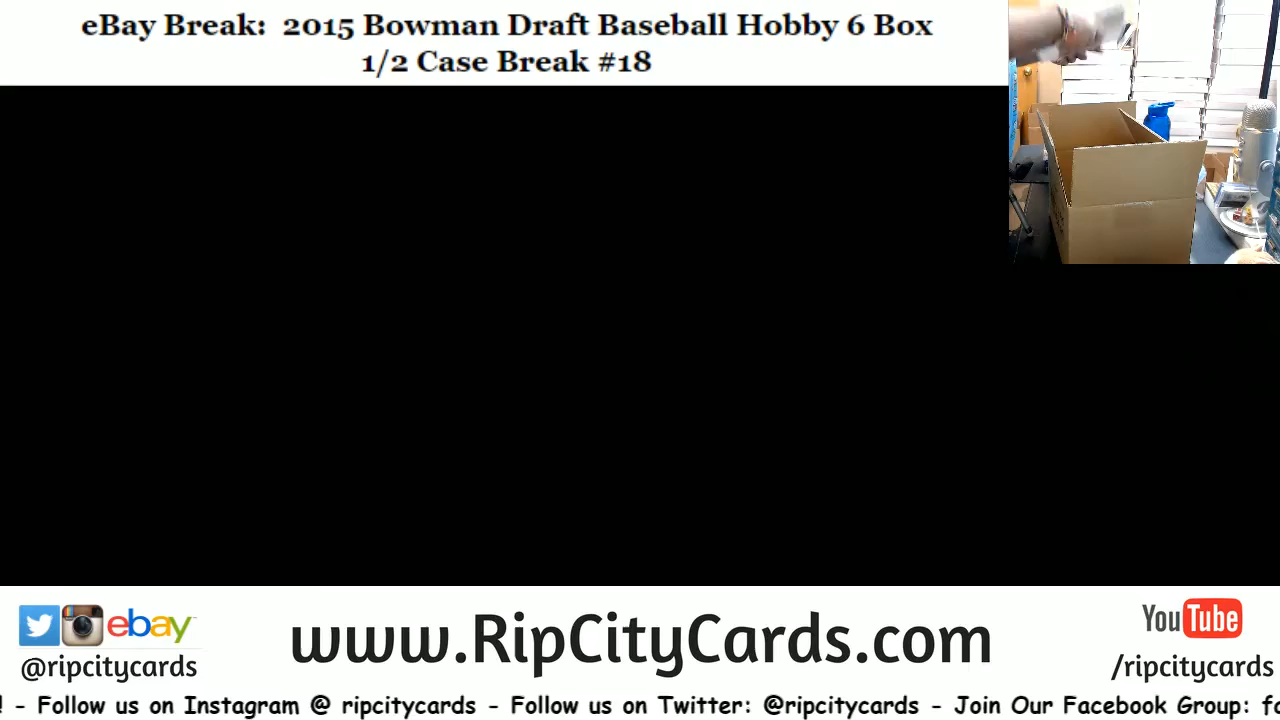 eBay Break: 2015 Bowman Draft Baseball Hobby 6 Box
1/2 Case Break #18
ebay
@ripcitycards
www.RipCityCards.com
YouTube
/ripcitycards
! - Follow us on Instagram @ ripcitycards - Follow us on Twitter: @ripcitycards - Join Our Facebook Group: